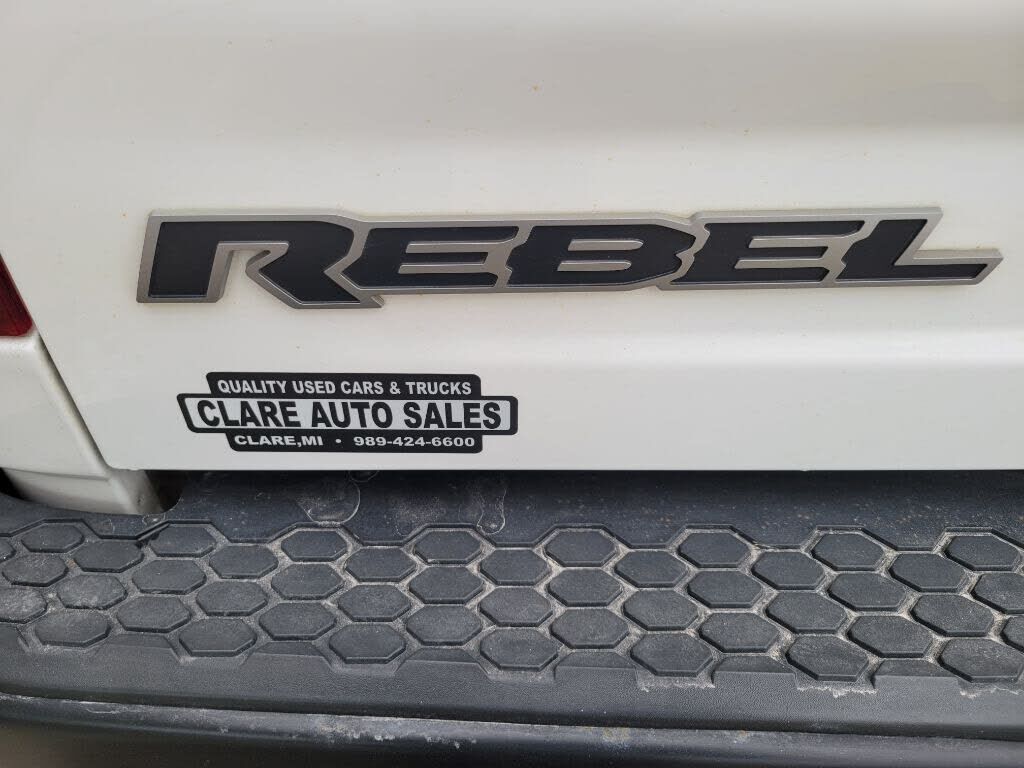 REBEL
QUALITY USED CARS & TRUCKS
CLARE AUTO SALES
CLARE,MI • 989-424-6600